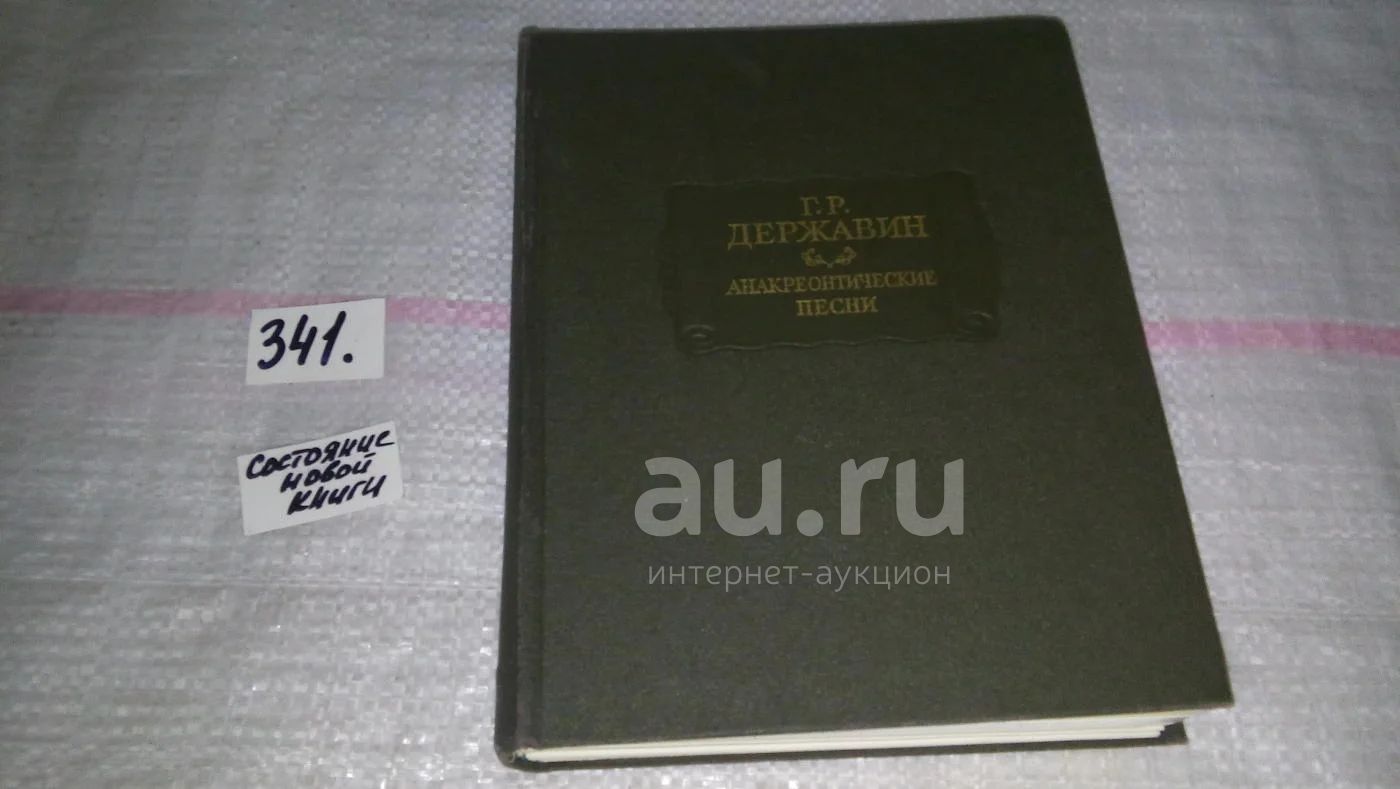 Г.Р.
ДЕРЖАВИН
АНАКРЕОНТИЧЕСКИЕ
ПЕСНИ
341.
Состояние
новой
книги
au.ru
интернет-аукцион